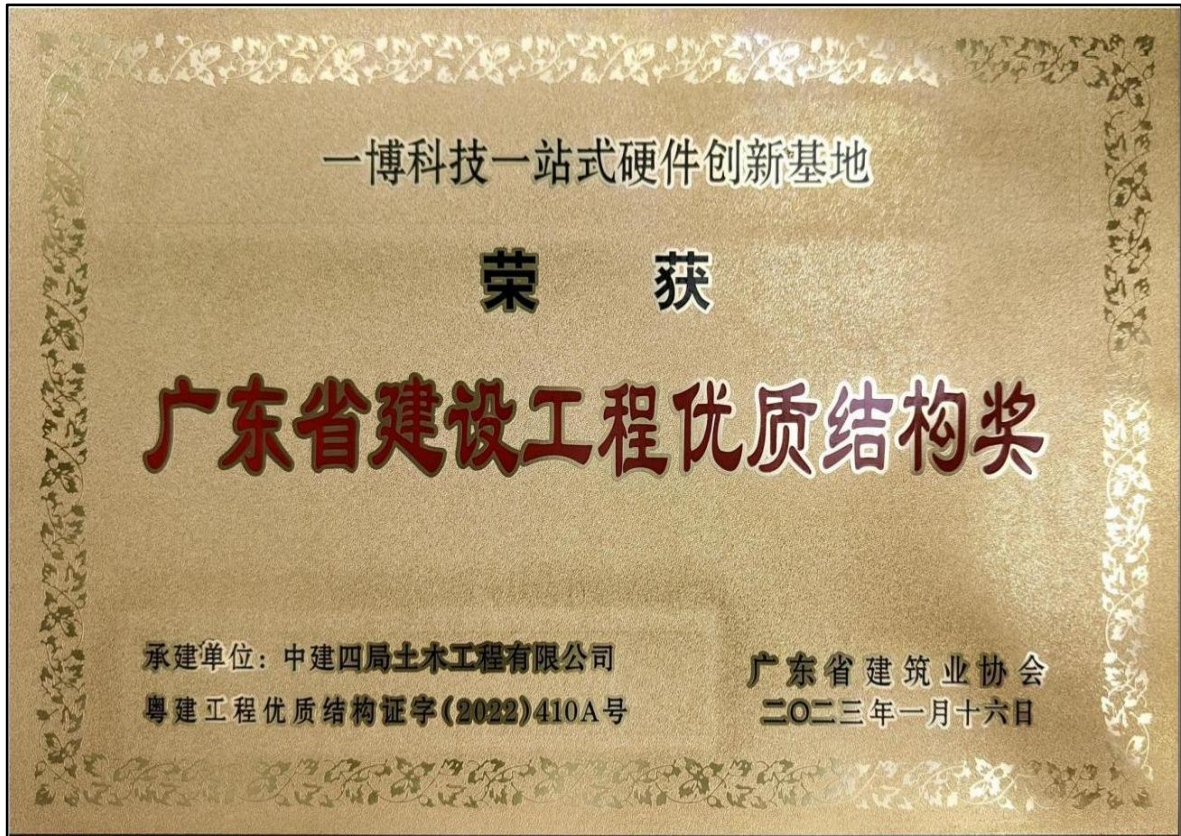 一博科技一站式硬件创新基地
荣 获
广东省建设工程优质结构奖
承建单位：中建四局土木工程有限公司
粤建工程优质结构证字(2022)410A号
广东省建筑业协会
二〇二三年一月十六日